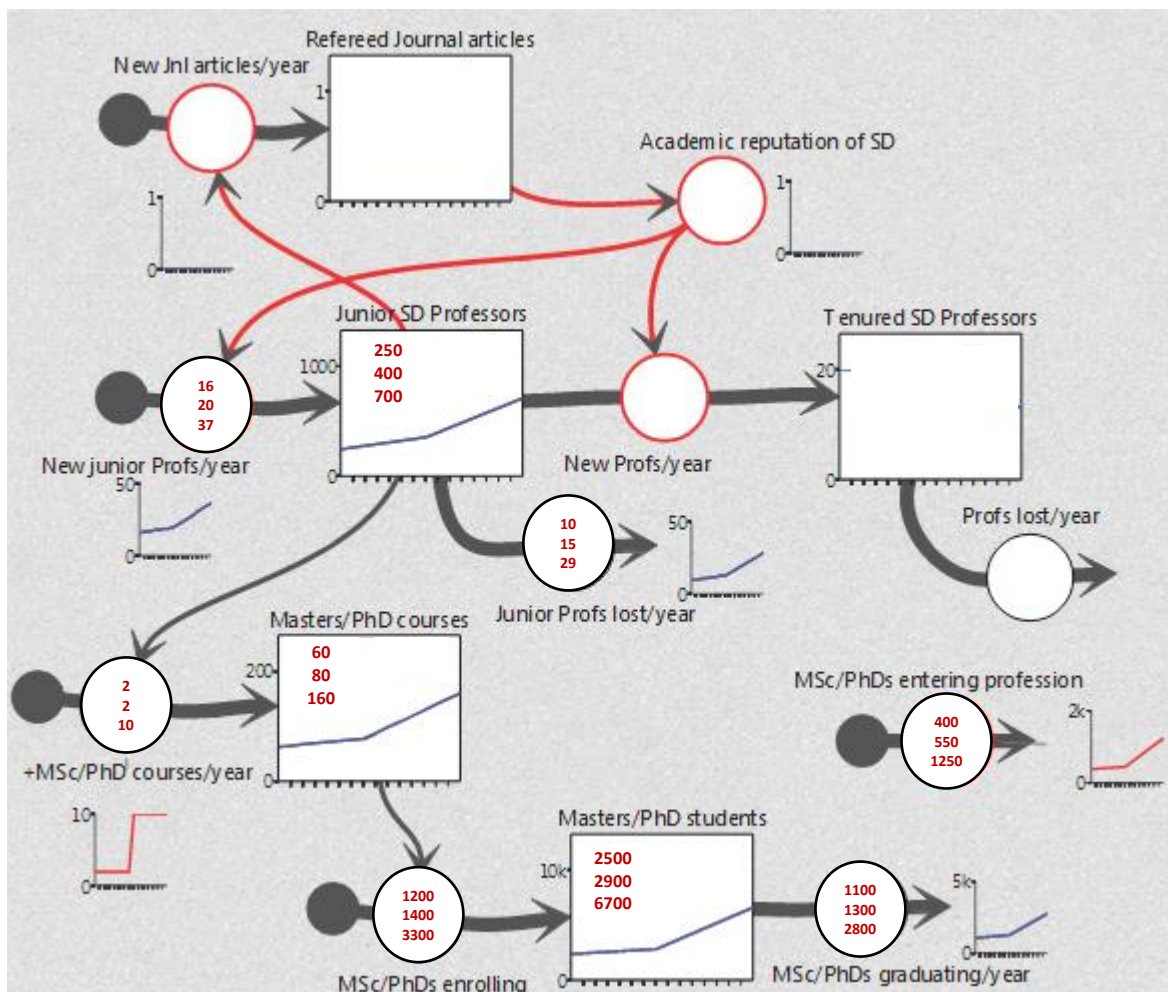 Refereed Journal articles
New Jnl articles/year
1
0
1
0
Academic reputation of SD
1
0
Junior SD Professors
1000
0
250
400
700
Tenured SD Professors
20
0
16
20
37
New junior Profs/year
50
0
New Profs/year
10
15
29
Junior Profs lost/year
50
0
Profs lost/year
Masters/PhD courses
200
0
60
80
160
2
2
10
+MSc/PhD courses/year
10
0
MSc/PhDs entering profession
400
550
1250
2k
0
Masters/PhD students
10k
0
2500
2900
6700
1200
1400
3300
MSc/PhDs enrolling
1100
1300
2800
MSc/PhDs graduating/year
5k
0